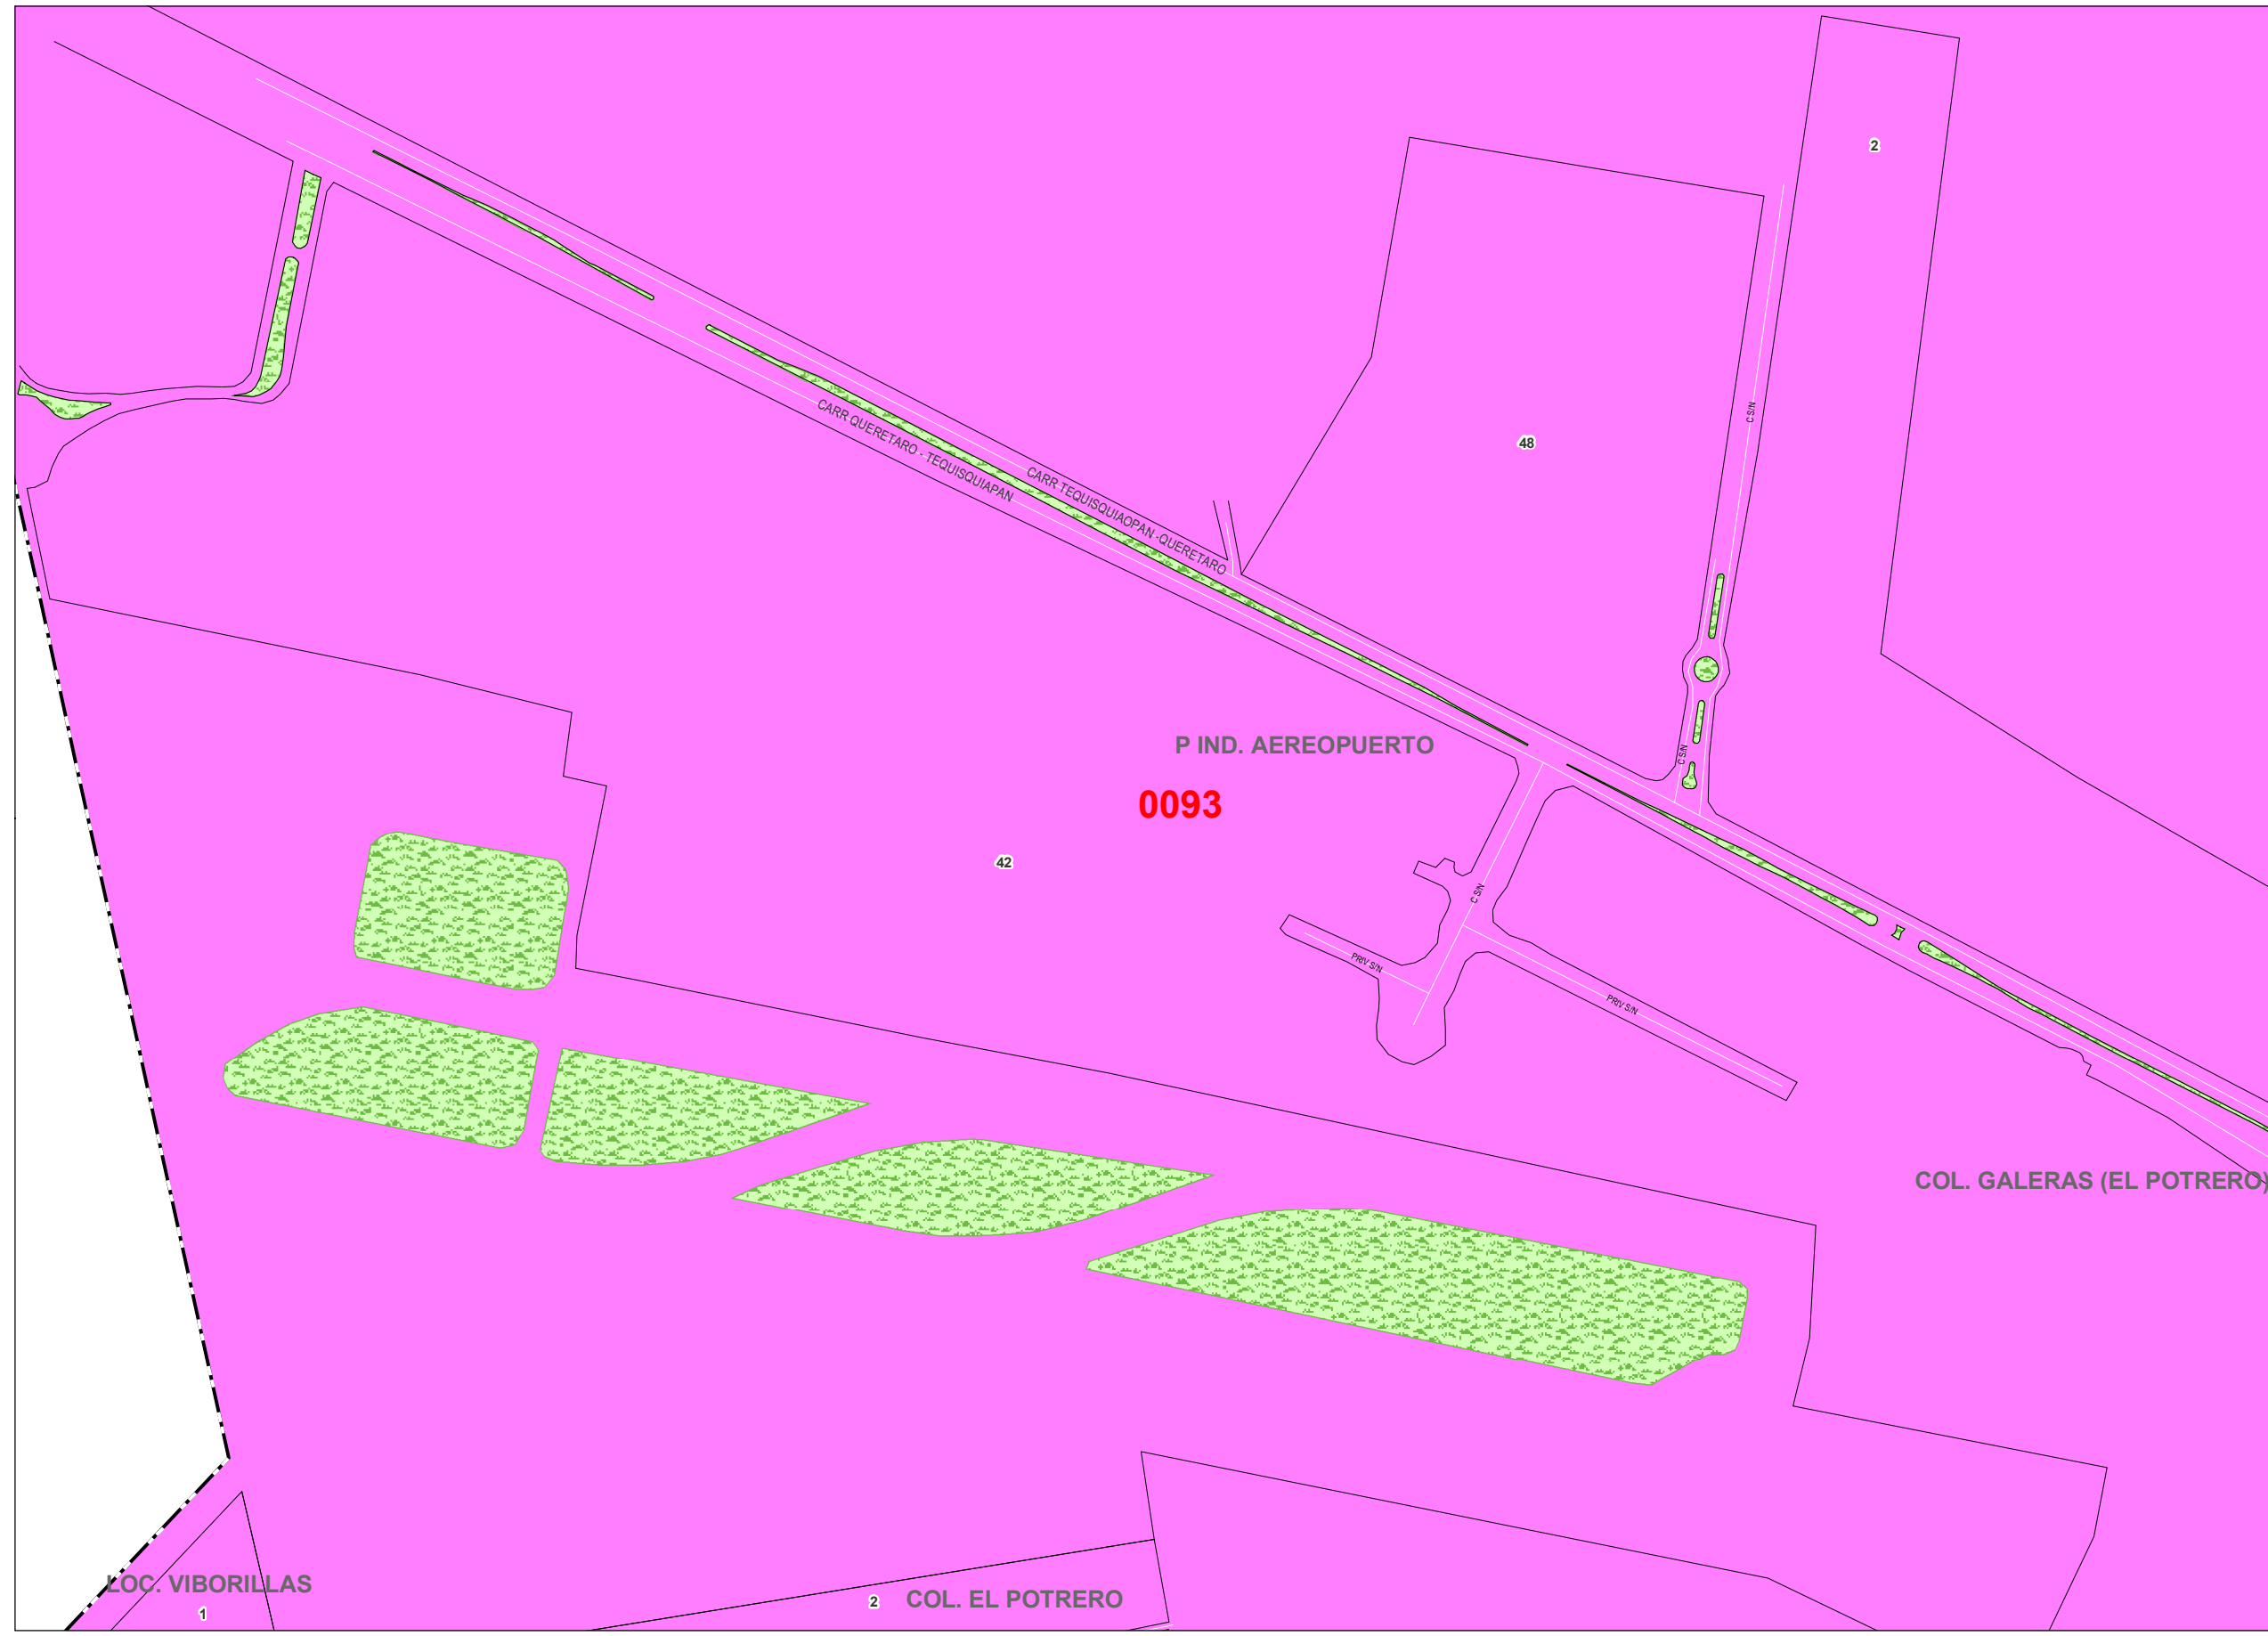 2
C S/N
48
CARR QUERETARO - TEQUISQUIAPAN
CARR TEQUISQUIAOPAN -QUERETARO
P IND. AEREOPUERTO
C S/N
0093
42
C S/N
PRIV S/N
PRIV S/N
COL. GALERAS (EL POTRERO)
LOC. VIBORILLAS
1
2
COL. EL POTRERO